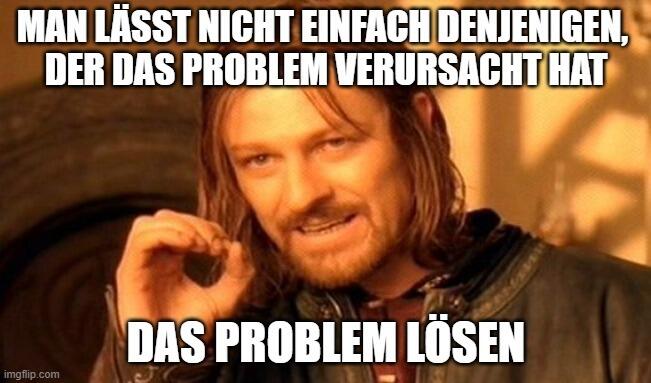 MAN LÄSST NICHT EINFACH DENJENIGEN,
DER DAS PROBLEM VERURSACHT HAT
DAS PROBLEM LÖSEN
imgflip.com